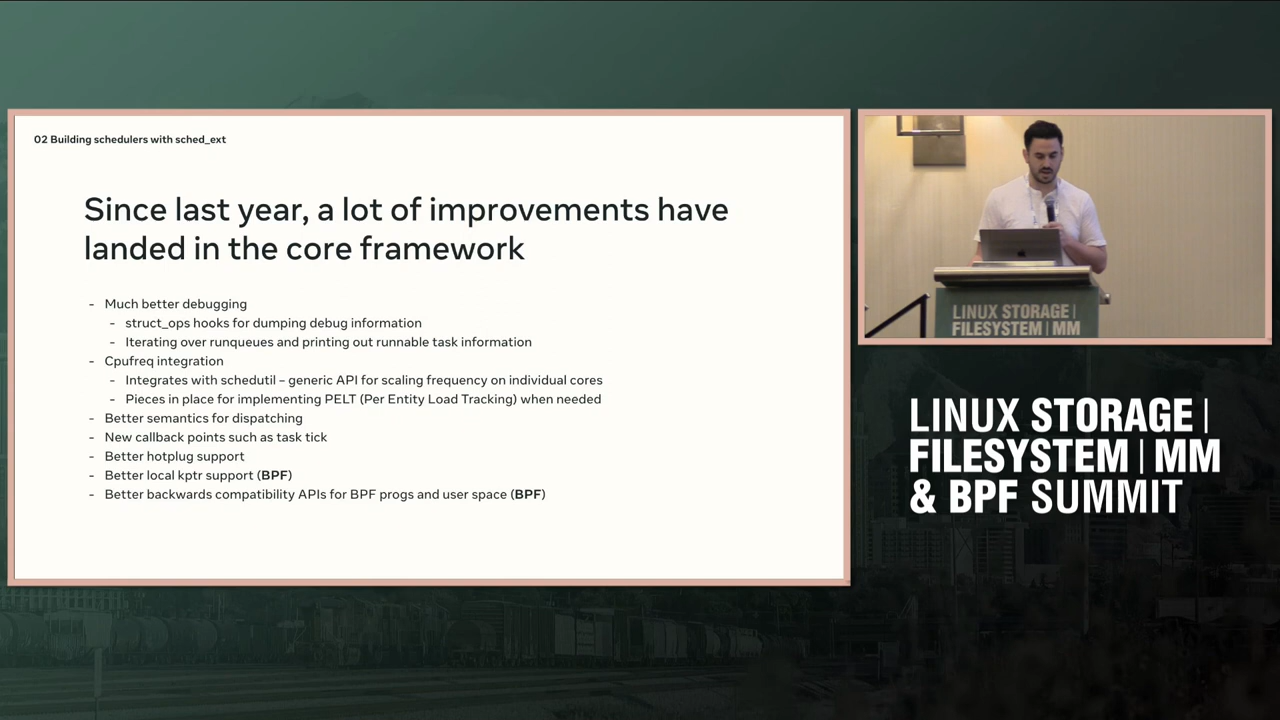 02 Building schedulers with sched_ext
Since last year, a lot of improvements have
landed in the core framework
- Much better debugging
- struct_ops hooks for dumping debug information
- Iterating over runqueues and printing out runnable task information
- Cpufreq integration
- Integrates with schedutil – generic API for scaling frequency on individual cores
- Pieces in place for implementing PELT (Per Entity Load Tracking) when needed
- Better semantics for dispatching
- New callback points such as task tick
- Better hotplug support
- Better local kptr support (BPF)
- Better backwards compatibility APIs for BPF progs and user space (BPF)
LINUX STORAGE |
FILESYSTEM | MM
LINUX STORAGE |
FILESYSTEM | MM
& BPF SUMMIT